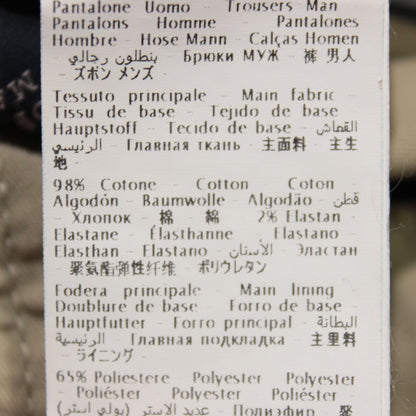 Pantalone Uomo - Trousers Man
Pantalons Homme - Pantalones
Hombre - Hose Mann - Calças Homen
- بنطلون رجالي - Брюки МУЖ - 裤 男人
- ズボン メンズ -
Tessuto principale - Main fabric -
Tissu de base - Tejido de base -
Hauptstoff - Tecido de base - القماش
الرئيسي - Главная ткань - 主面料 - 主生
地 -
98% Cotone - Cotton - Coton
Algodón - Baumwolle - Algodão - قطن
- Хлопок - 棉 - 綿 2% Elastan -
Elastane - Élasthanne - Elastano -
Elasthan - Elastano - الأستان - Эластан
- 聚氨酯弹性纤维 - ポリウレタン
Fodera principale - Main lining -
Doublure de base - Forro de base -
Hauptfutter - Forro principal - البطانة
الرئيسية - Главная подкладка - 主里料
- ライニング -
65% Poliestere - Polyester - Polyester
- Poliéster - Polyester - Poliéster
- عديد الاستر (بولي استر) - Полиэфир - 聚